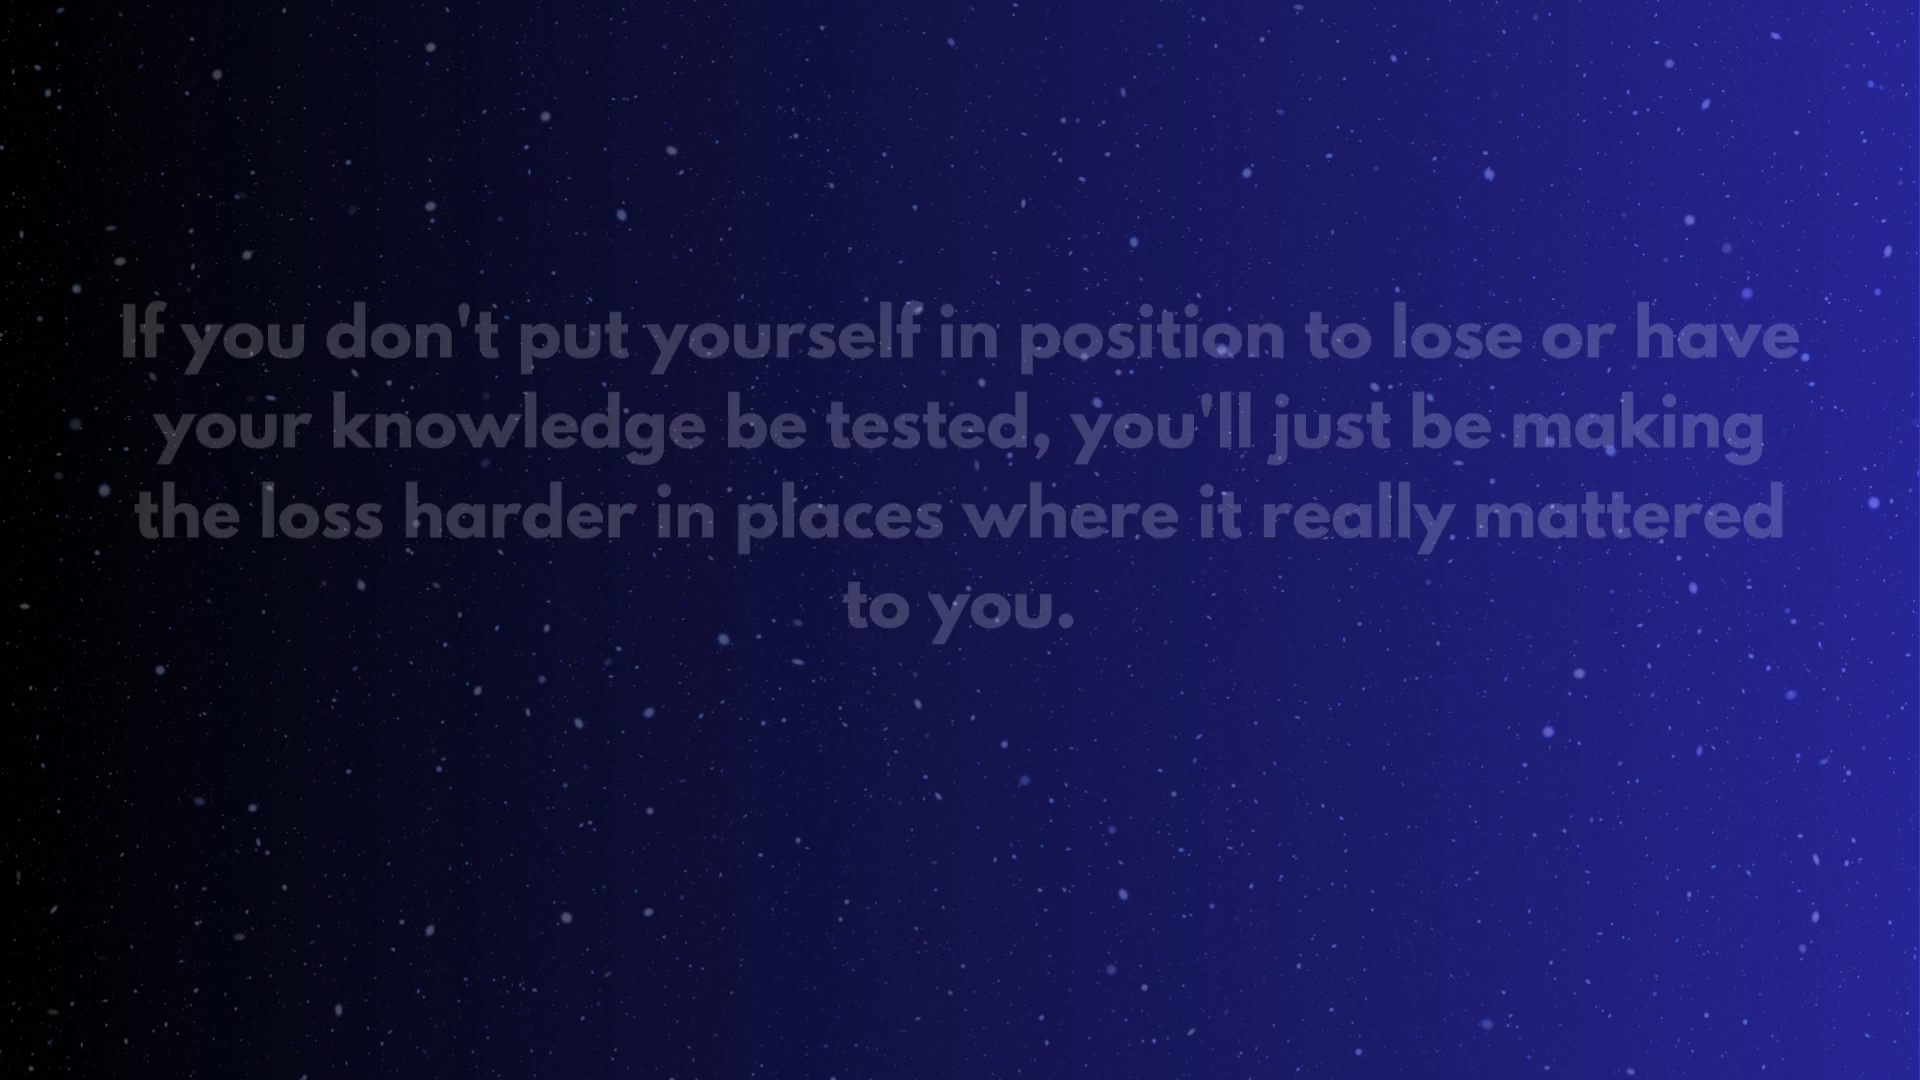 If you don't put yourself in position to lose or have
your knowledge be tested, you'll just be making
the loss harder in places where it really mattered
to you.